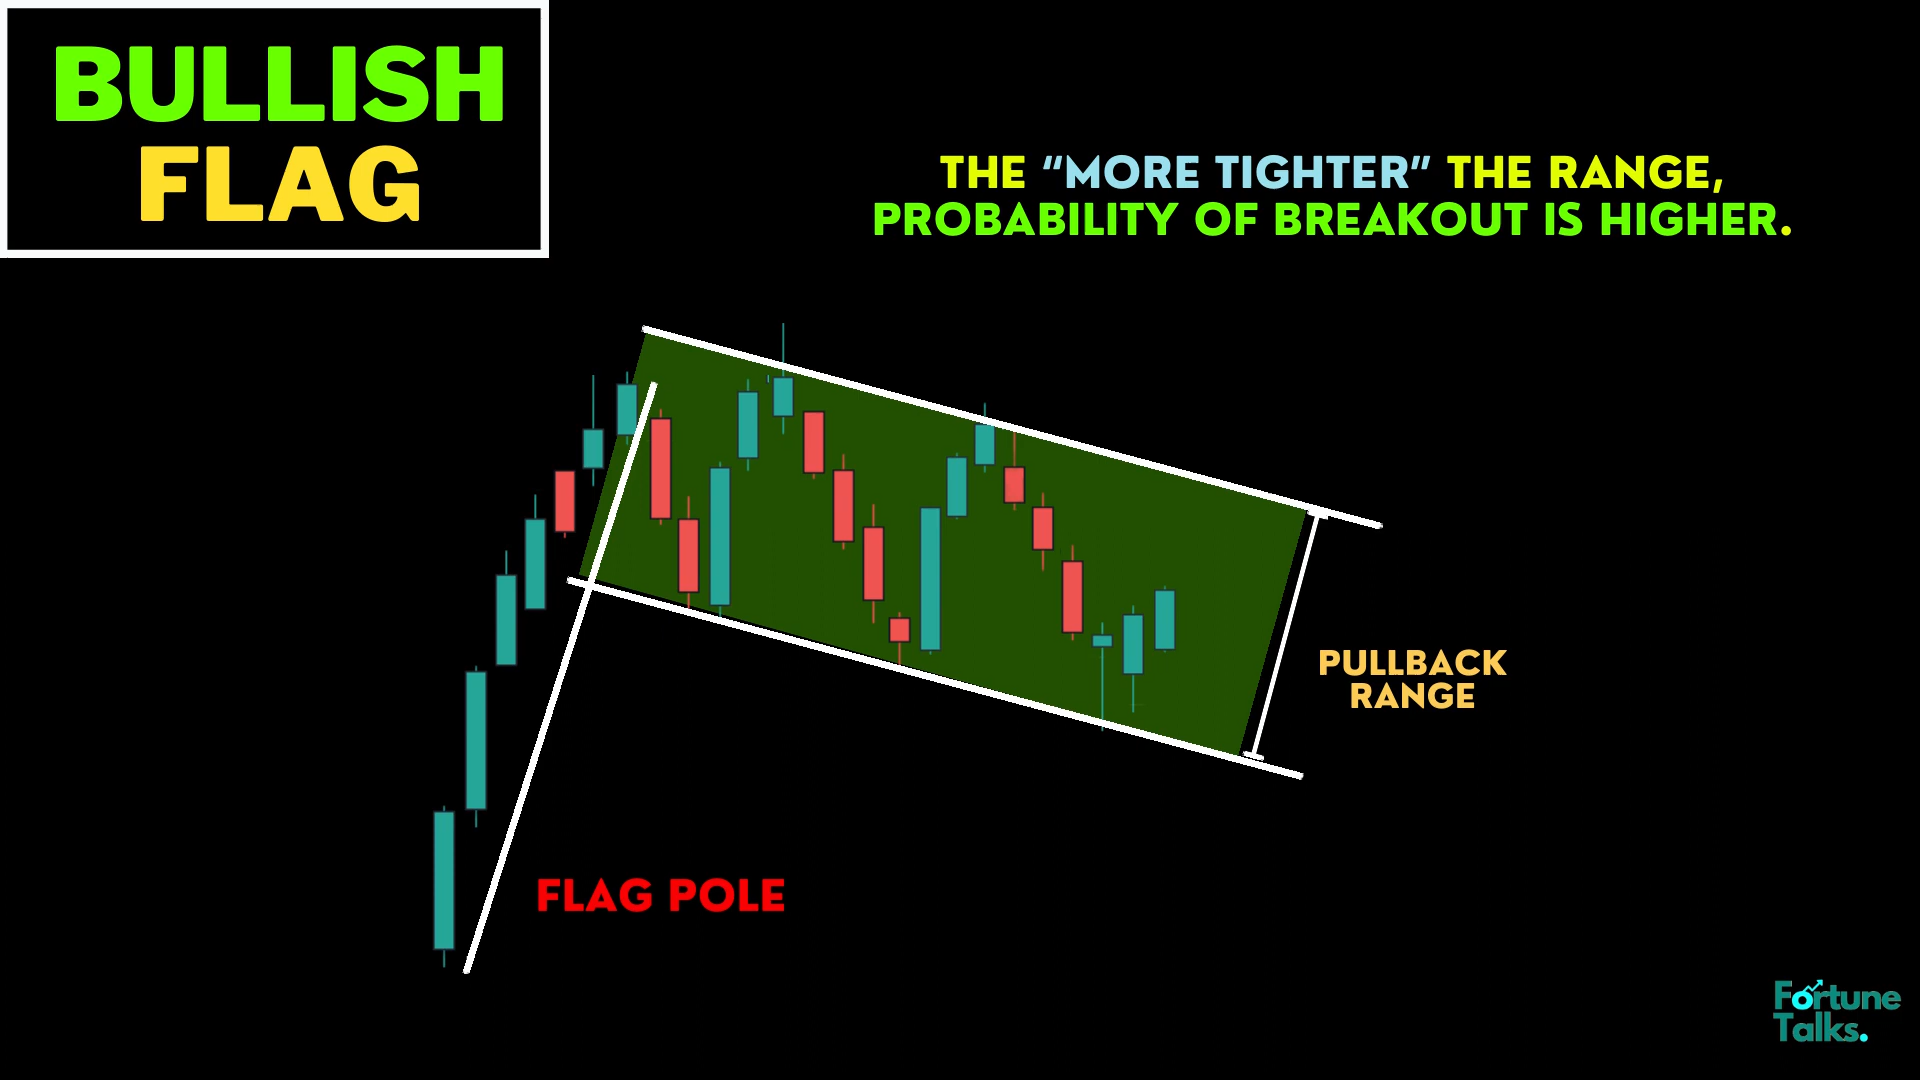 BULLISH
FLAG
THE “MORE TIGHTER” THE RANGE,
PROBABILITY OF BREAKOUT IS HIGHER.
PULLBACK
RANGE
FLAG POLE
Fortune
Talks.